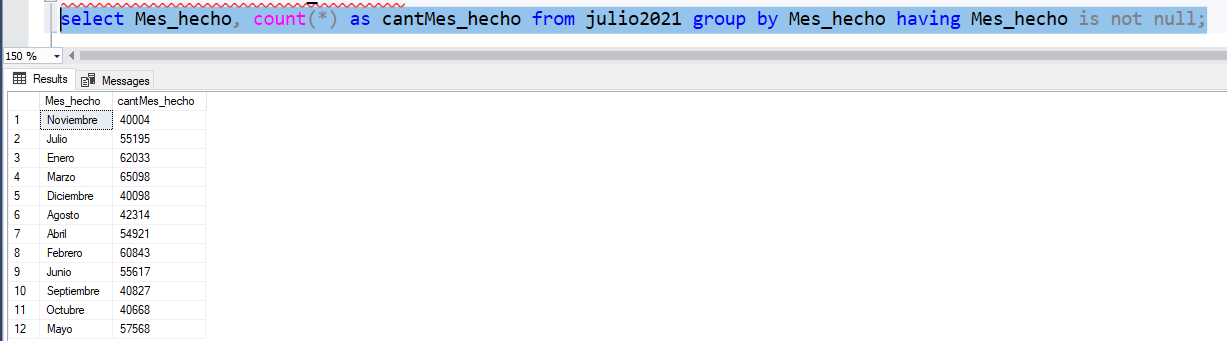 select Mes_hecho, count(*) as cantMes_hecho from julio2021 group by Mes_hecho having Mes_hecho is not null;
150 %
Results Messages
Mes_hecho cantMes_hecho
1 Noviembre 40004
2 Julio 55195
3 Enero 62033
4 Marzo 65098
5 Diciembre 40098
6 Agosto 42314
7 Abril 54921
8 Febrero 60843
9 Junio 55617
10 Septiembre 40827
11 Octubre 40668
12 Mayo 57568